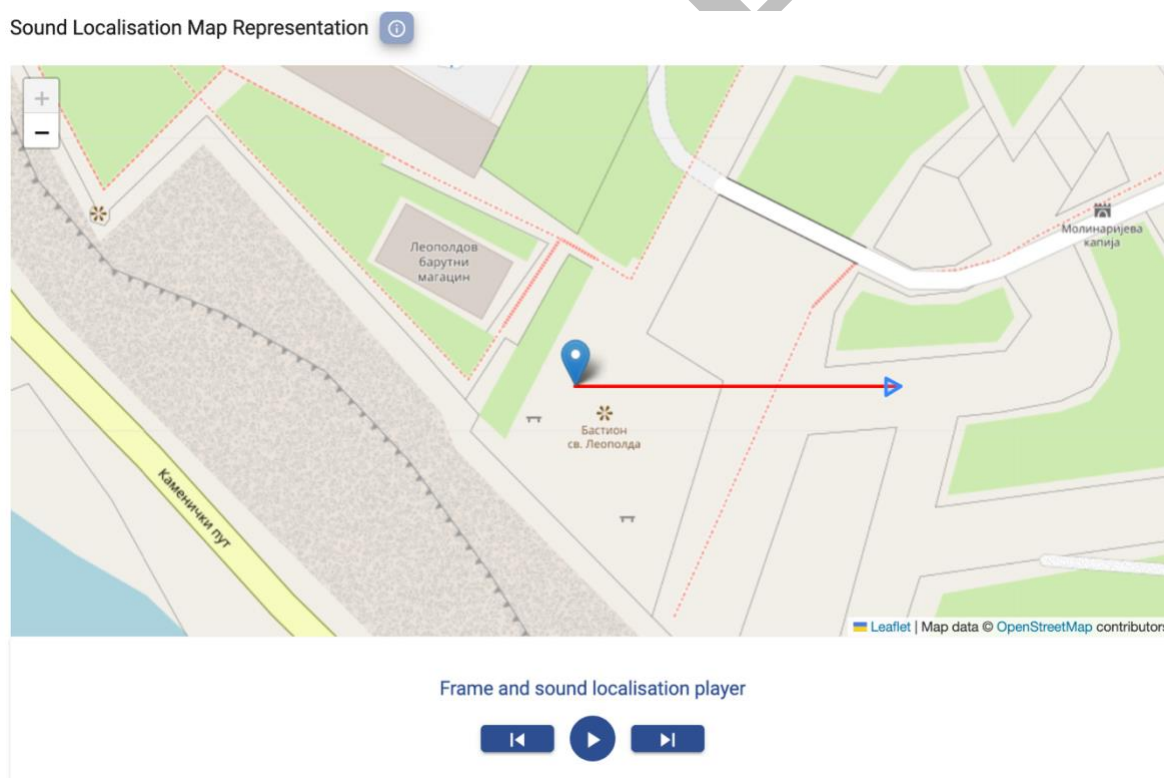 Sound Localisation Map Representation
+
−
Леополдов
барутни
магацин
Молинаријева
капија
Бастион
св. Леополда
Каменички пут
Leaflet | Map data © OpenStreetMap contributors
Frame and sound localisation player